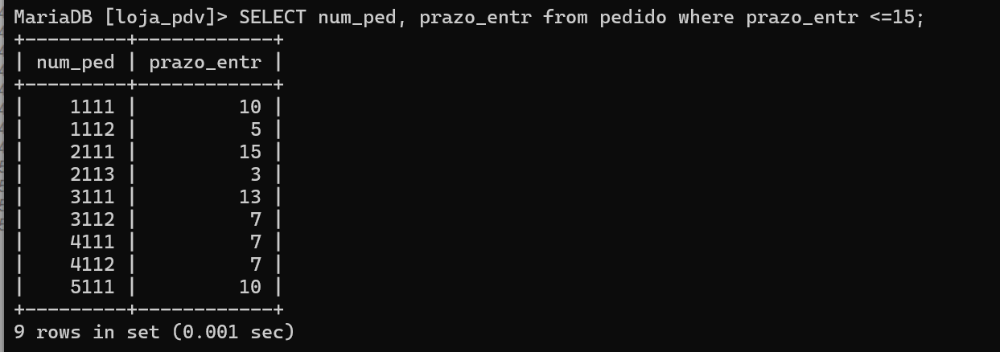 MariaDB [loja_pdv]> SELECT num_ped, prazo_entr from pedido where prazo_entr <=15;
+---------+------------+
| num_ped | prazo_entr |
+---------+------------+
|    1111 |         10 |
|    1112 |          5 |
|    2111 |         15 |
|    2113 |          3 |
|    3111 |         13 |
|    3112 |          7 |
|    4111 |          7 |
|    4112 |          7 |
|    5111 |         10 |
+---------+------------+
9 rows in set (0.001 sec)